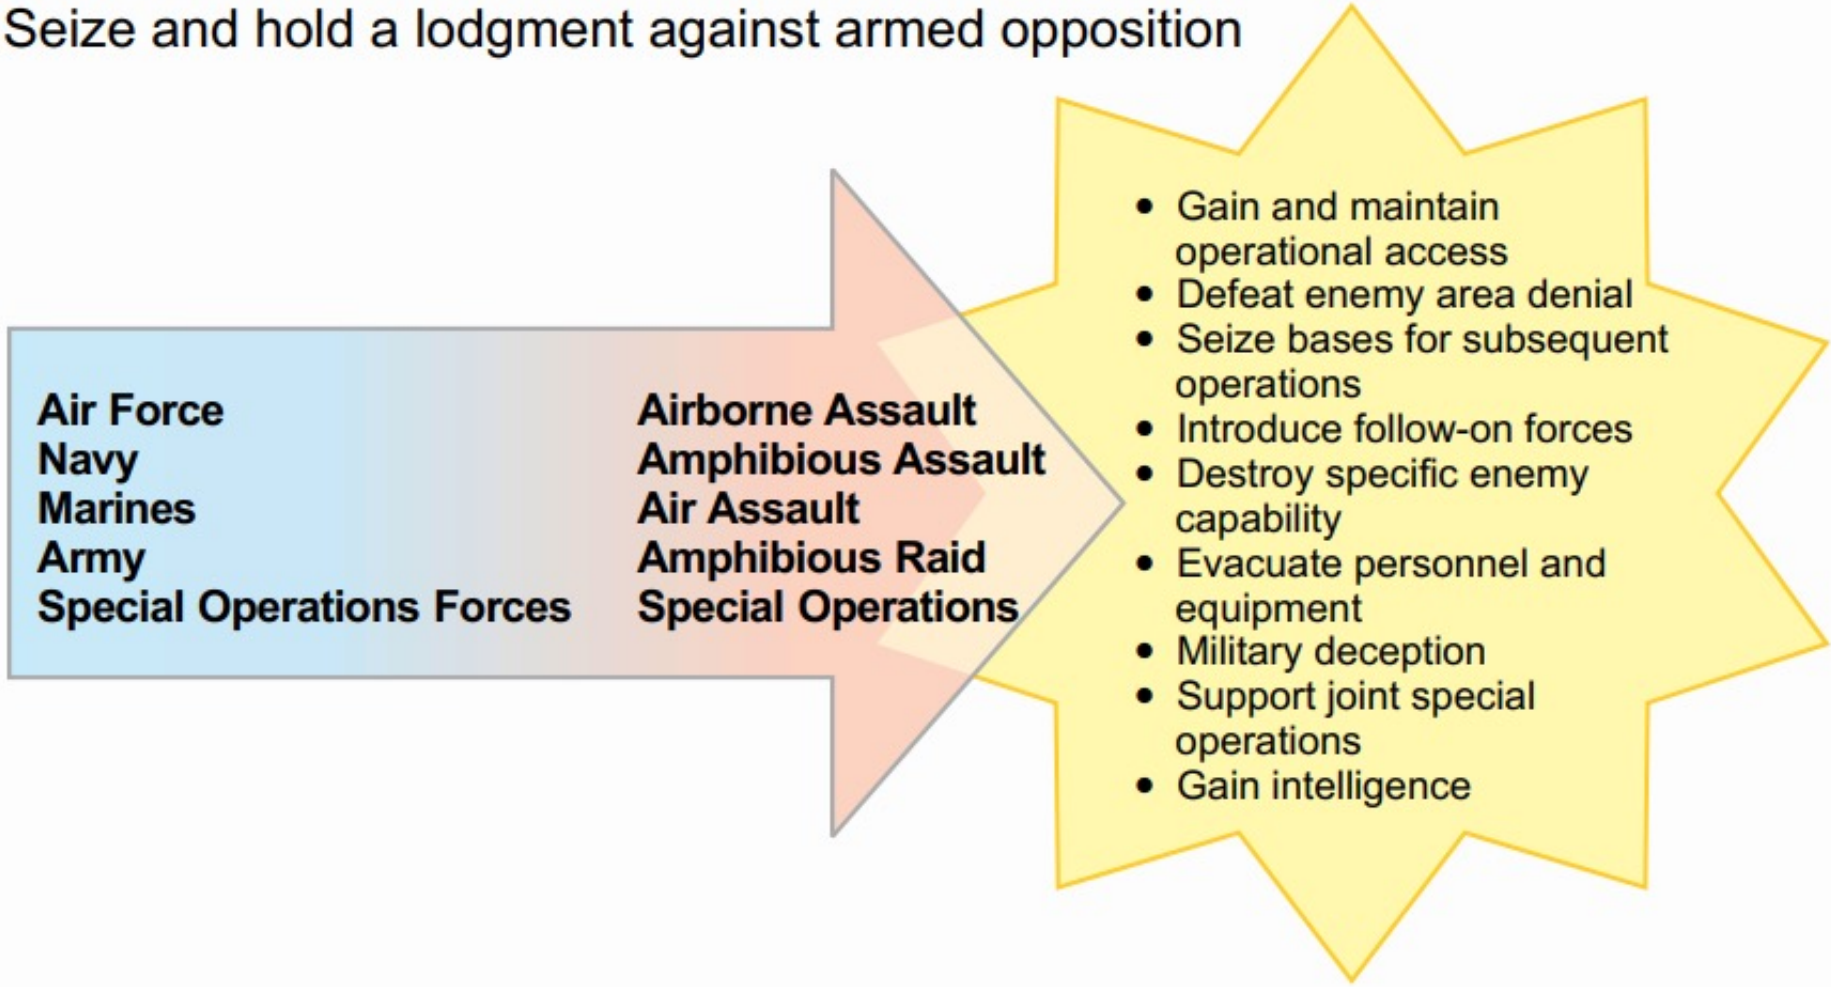 Seize and hold a lodgment against armed opposition
Air Force
Navy
Marines
Army
Special Operations Forces
Airborne Assault
Amphibious Assault
Air Assault
Amphibious Raid
Special Operations
• Gain and maintain
operational access
• Defeat enemy area denial
• Seize bases for subsequent
operations
• Introduce follow-on forces
• Destroy specific enemy
capability
• Evacuate personnel and
equipment
• Military deception
• Support joint special
operations
• Gain intelligence